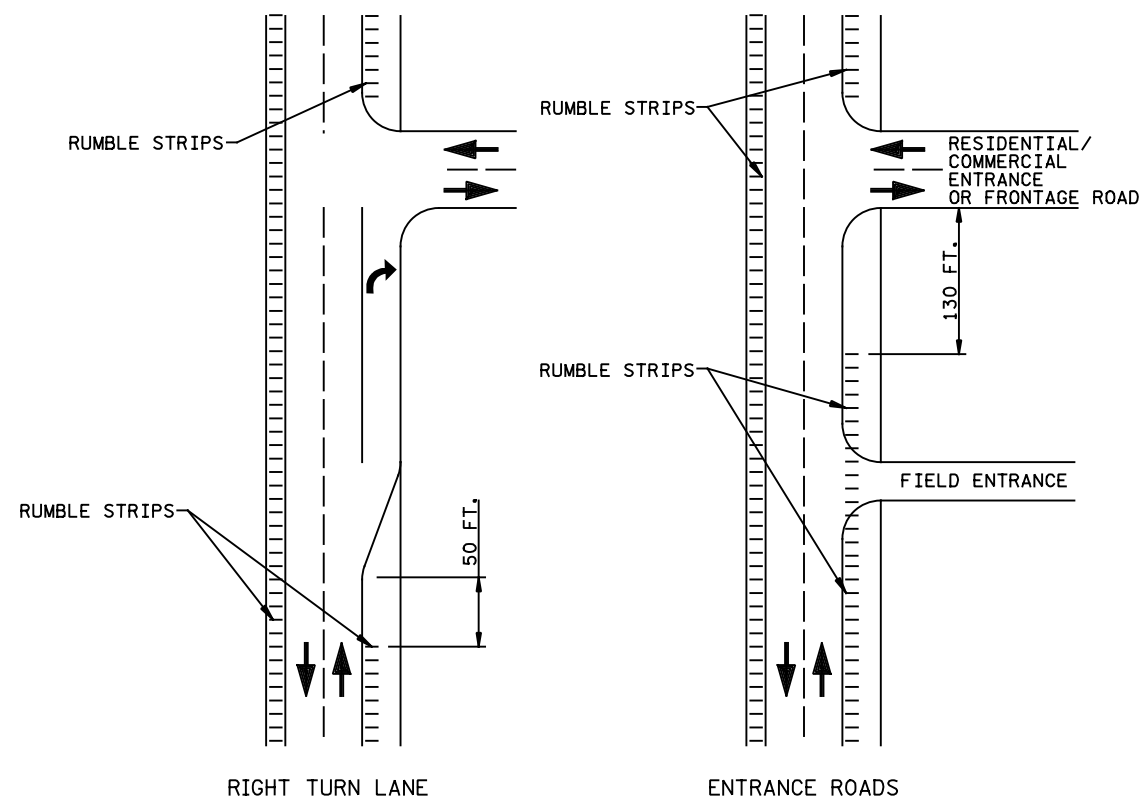 RUMBLE STRIPS
RUMBLE STRIPS
50 FT.
RIGHT TURN LANE
RUMBLE STRIPS
RESIDENTIAL/
COMMERCIAL
ENTRANCE
OR FRONTAGE ROAD
130 FT.
RUMBLE STRIPS
FIELD ENTRANCE
ENTRANCE ROADS